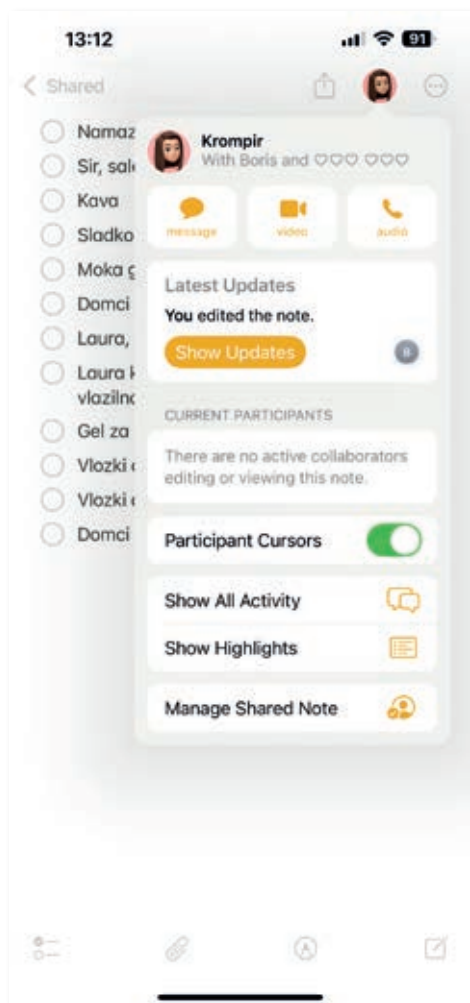 13:12
91
Shared
Namaz
Krompir
With Boris and ♡♡♡ ♡♡♡
Sir,
Kava
message
video
audio
Sladko
Moka
Latest Updates
Domci
You edited the note.
Laura,
Show Updates
B
Laura
CURRENT PARTICIPANTS
Gel za
There are no active collaborators
editing or viewing this note.
Vlozki
Vlozki
Domci
Participant Cursors
Show All Activity
Show Highlights
Manage Shared Note